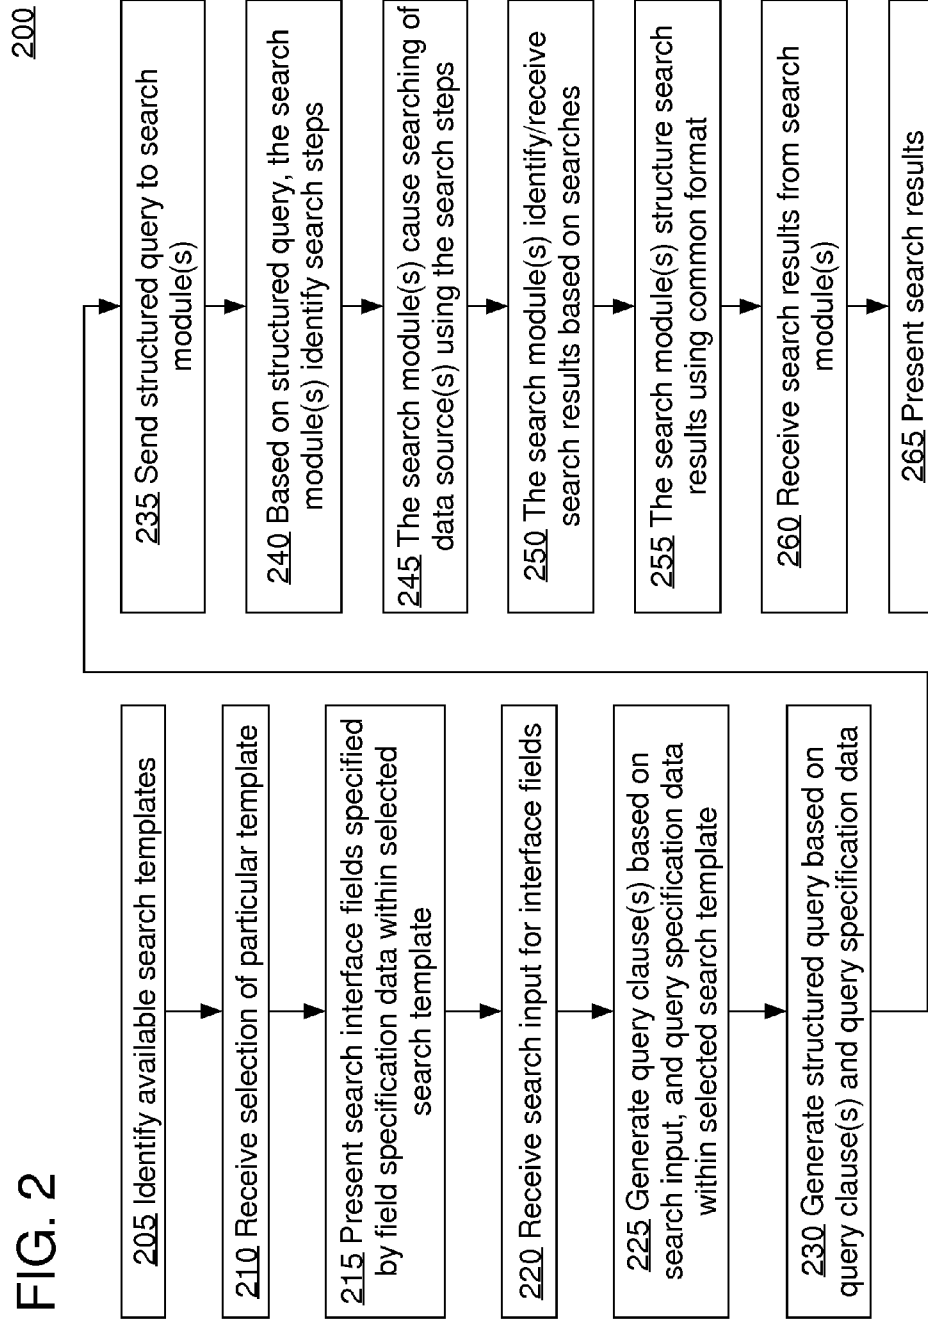 FIG. 2
200
205 Identify available search templates
210 Receive selection of particular template
215 Present search interface fields specified
by field specification data within selected
search template
220 Receive search input for interface fields
225 Generate query clause(s) based on
search input, and query specification data
within selected search template
230 Generate structured query based on
query clause(s) and query specification data
235 Send structured query to search
module(s)
240 Based on structured query, the search
module(s) identify search steps
245 The search module(s) cause searching of
data source(s) using the search steps
250 The search module(s) identify/receive
search results based on searches
255 The search module(s) structure search
results using common format
260 Receive search results from search
module(s)
265 Present search results